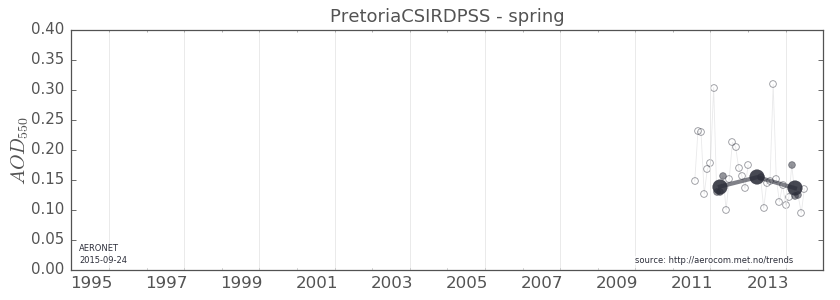 PretoriaCSIRDPSS - spring
0.40
0.35
0.30
0.25
0.20
0.15
0.10
0.05
0.00
AOD550
AERONET
2015-09-24
source: http://aerocom.met.no/trends
1995 1997 1999 2001 2003 2005 2007 2009 2011 2013